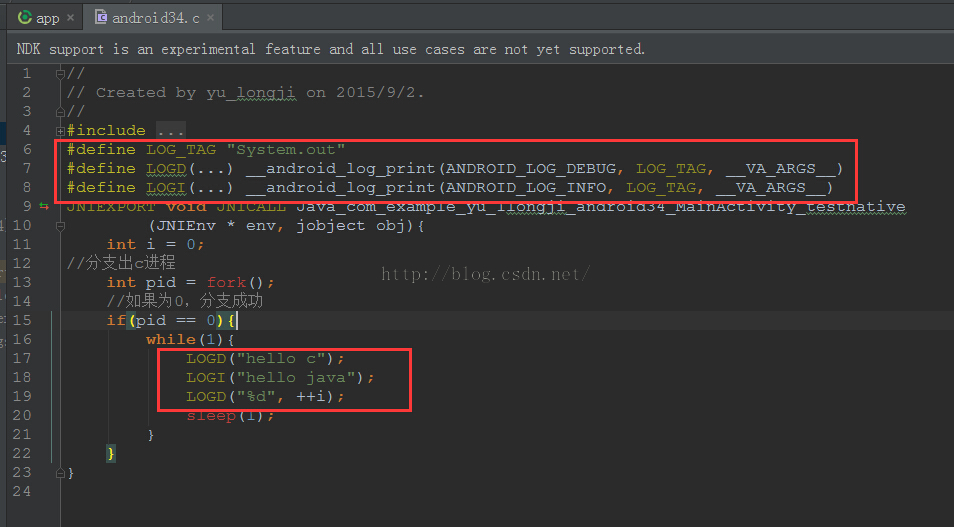 app android34.c
NDK support is an experimental feature and all use cases are not yet supported.
1 //
2 // Created by yu_longji on 2015/9/2.
3 //
4 #include ...
6 #define LOG_TAG "System.out"
7 #define LOGD(...) __android_log_print(ANDROID_LOG_DEBUG, LOG_TAG, __VA_ARGS__)
8 #define LOGI(...) __android_log_print(ANDROID_LOG_INFO, LOG_TAG, __VA_ARGS__)
9 JNIEXPORT void JNICALL Java_com_example_yu_1longji_android34_MainActivity_testnative
10 (JNIEnv * env, jobject obj){
11 int i = 0;
12 //分支出c进程
http://blog.csdn.net/
13 int pid = fork();
14 //如果为0，分支成功
15 if(pid == 0){
16 while(1){
17 LOGD("hello c");
18 LOGI("hello java");
19 LOGD("%d", ++i);
20 sleep(1);
21 }
22 }
23 }
24